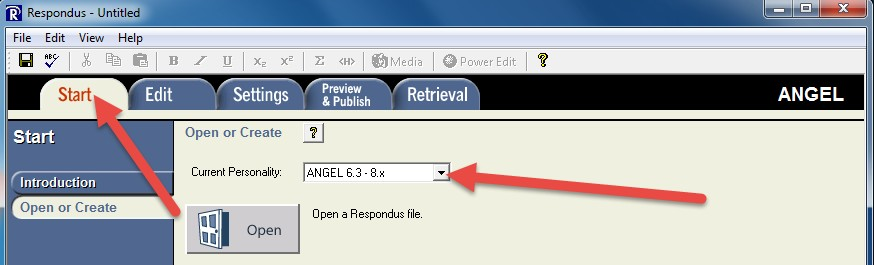 Respondus - Untitled
File Edit View Help
ABC B I U X₂ X² Σ <H> Media Power Edit ?
Start Edit Settings Preview & Publish Retrieval ANGEL
Start
Open or Create ?
Current Personality: ANGEL 6.3 - 8.x
Introduction
Open or Create
Open Open a Respondus file.